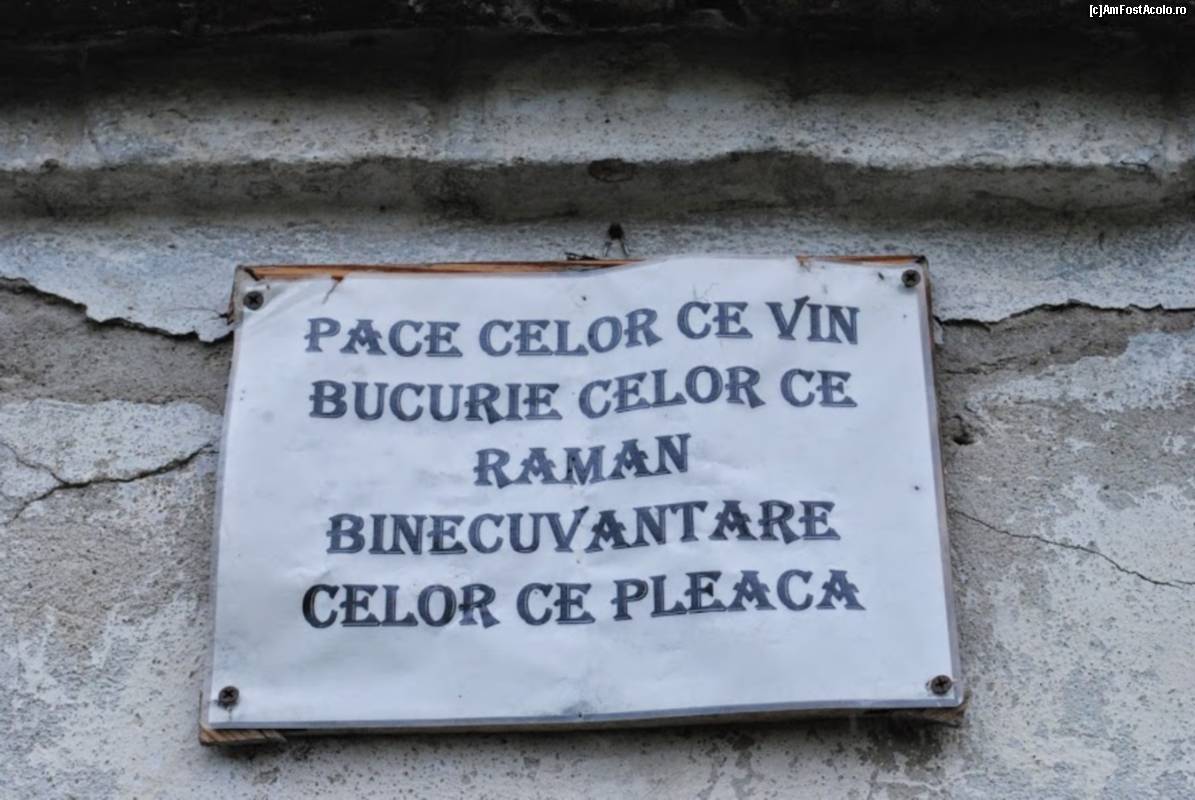 [c]AmFostAcolo.ro
PACE CELOR CE VIN
BUCURIE CELOR CE
RAMAN
BINECUVANTARE
CELOR CE PLEACA